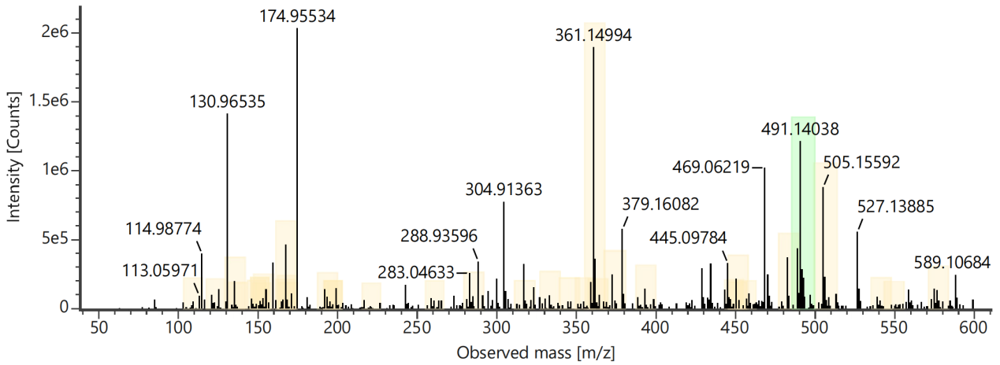 174.95534
2e6
361.14994
130.96535
1.5e6
491.14038
1e6
469.06219
505.15592
304.91363
379.16082
527.13885
114.98774
288.93596
445.09784
5e5
113.05971
283.04633
589.10684
0
50 100 150 200 250 300 350 400 450 500 550 600
Observed mass [m/z]
Intensity [Counts]